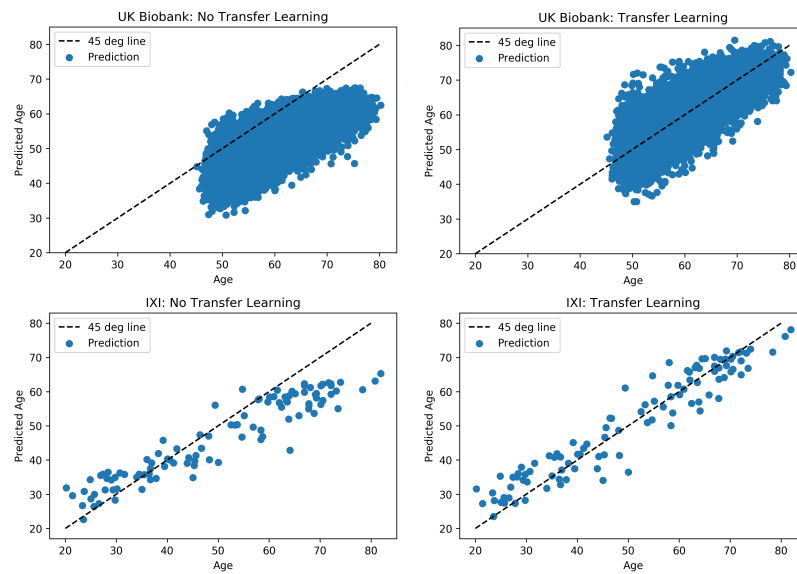 UK Biobank: No Transfer Learning
80
70
60
50
40
30
20
Predicted Age
45 deg line
Prediction
20 30 40 50 60 70 80
Age
UK Biobank: Transfer Learning
80
70
60
50
40
30
20
Predicted Age
45 deg line
Prediction
20 30 40 50 60 70 80
Age
IXI: No Transfer Learning
80
70
60
50
40
30
20
Predicted Age
45 deg line
Prediction
20 30 40 50 60 70 80
Age
IXI: Transfer Learning
80
70
60
50
40
30
20
Predicted Age
45 deg line
Prediction
20 30 40 50 60 70 80
Age